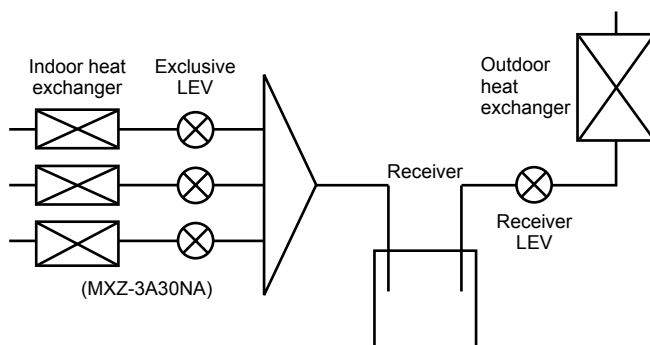 Indoor heat
exchanger
Exclusive
LEV
Outdoor
heat
exchanger
Receiver
Receiver
LEV
(MXZ-3A30NA)